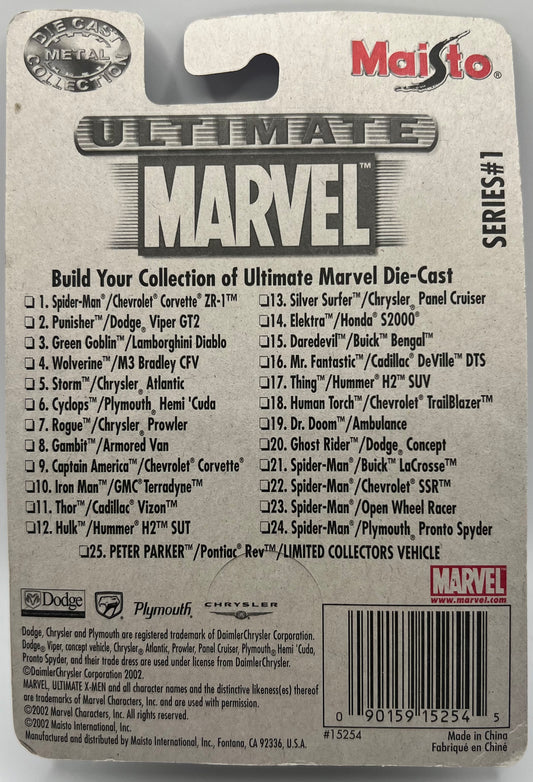 DIE CAST
METAL
COLLECTION
Maisto®
ULTIMATE
MARVEL™
SERIES#1
Build Your Collection of Ultimate Marvel Die-Cast
❑ 1. Spider-Man™/Chevrolet® Corvette® ZR-1™
❑ 2. Punisher™/Dodge® Viper GT2
❑ 3. Green Goblin™/Lamborghini Diablo
❑ 4. Wolverine™/M3 Bradley CFV
❑ 5. Storm™/Chrysler® Atlantic
❑ 6. Cyclops™/Plymouth® Hemi 'Cuda
❑ 7. Rogue™/Chrysler® Prowler
❑ 8. Gambit™/Armored Van
❑ 9. Captain America™/Chevrolet® Corvette®
❑10. Iron Man™/GMC® Terradyne™
❑11. Thor™/Cadillac® Vizon™
❑12. Hulk™/Hummer® H2™ SUT
❑13. Silver Surfer™/Chrysler® Panel Cruiser
❑14. Elektra™/Honda® S2000®
❑15. Daredevil™/Buick® Bengal™
❑16. Mr. Fantastic™/Cadillac® DeVille™ DTS
❑17. Thing™/Hummer® H2™ SUV
❑18. Human Torch™/Chevrolet® TrailBlazer™
❑19. Dr. Doom™/Ambulance
❑20. Ghost Rider™/Dodge® Concept
❑21. Spider-Man®/Buick® LaCrosse™
❑22. Spider-Man®/Chevrolet® SSR™
❑23. Spider-Man®/Open Wheel Racer
❑24. Spider-Man®/Plymouth® Pronto Spyder
❑25. PETER PARKER™/Pontiac® Rev™/LIMITED COLLECTORS VEHICLE
Dodge
Plymouth®
CHRYSLER
MARVEL
www.marvel.com
Dodge, Chrysler and Plymouth are registered trademark of DaimlerChrysler Corporation.
Dodge® Viper, concept vehicle, Chrysler® Atlantic, Prowler, Panel Cruiser, Plymouth® Hemi 'Cuda,
Pronto Spyder, and their trade dress are used under license from DaimlerChrysler.
©DaimlerChrysler Corporation 2002.
MARVEL, ULTIMATE X-MEN and all character names and the distinctive likeness(es) thereof
are trademarks of Marvel Characters, Inc. and are used with permission.
©2002 Marvel Characters, Inc. All rights reserved.
©2002 Maisto International, Inc.
Manufactured and distributed by Maisto International, Inc., Fontana, CA 92336, U.S.A.
0 90159 15254 5
#15254
Made in China
Fabriqué en Chiné